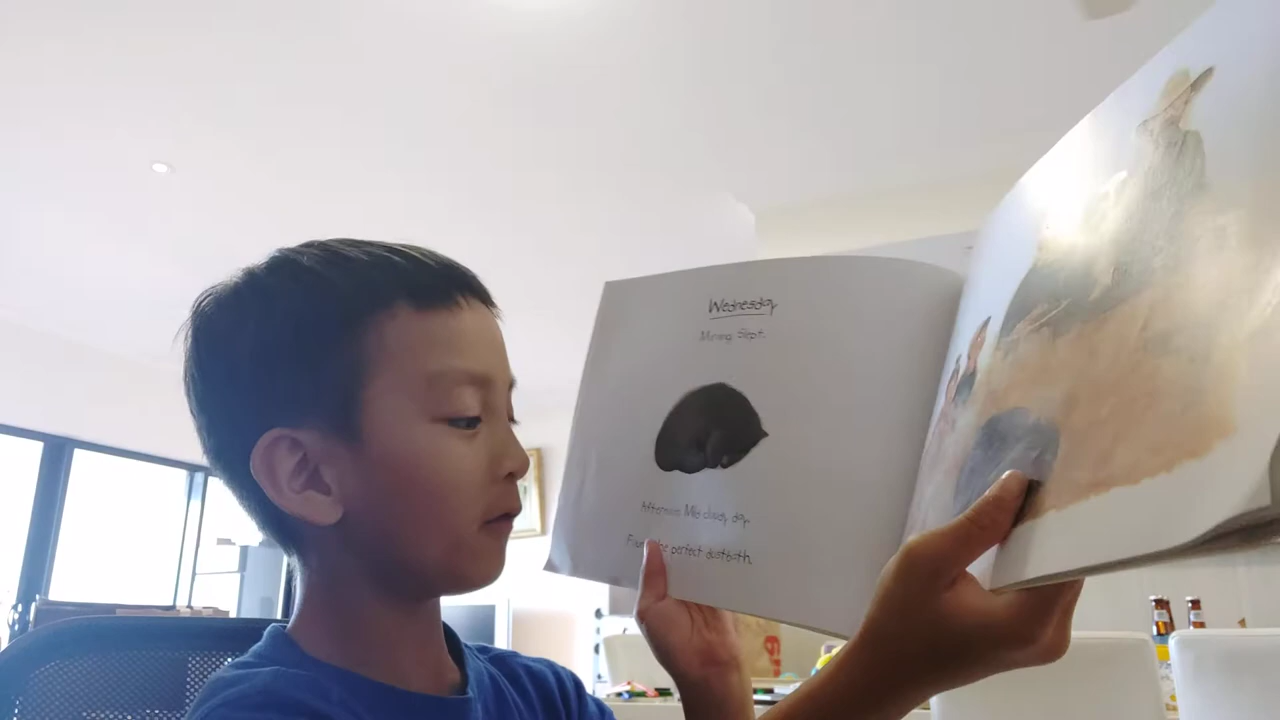 Wednesday
Morning: Slept.
Afternoon: Mild cloudy day.
the perfect dustbath.